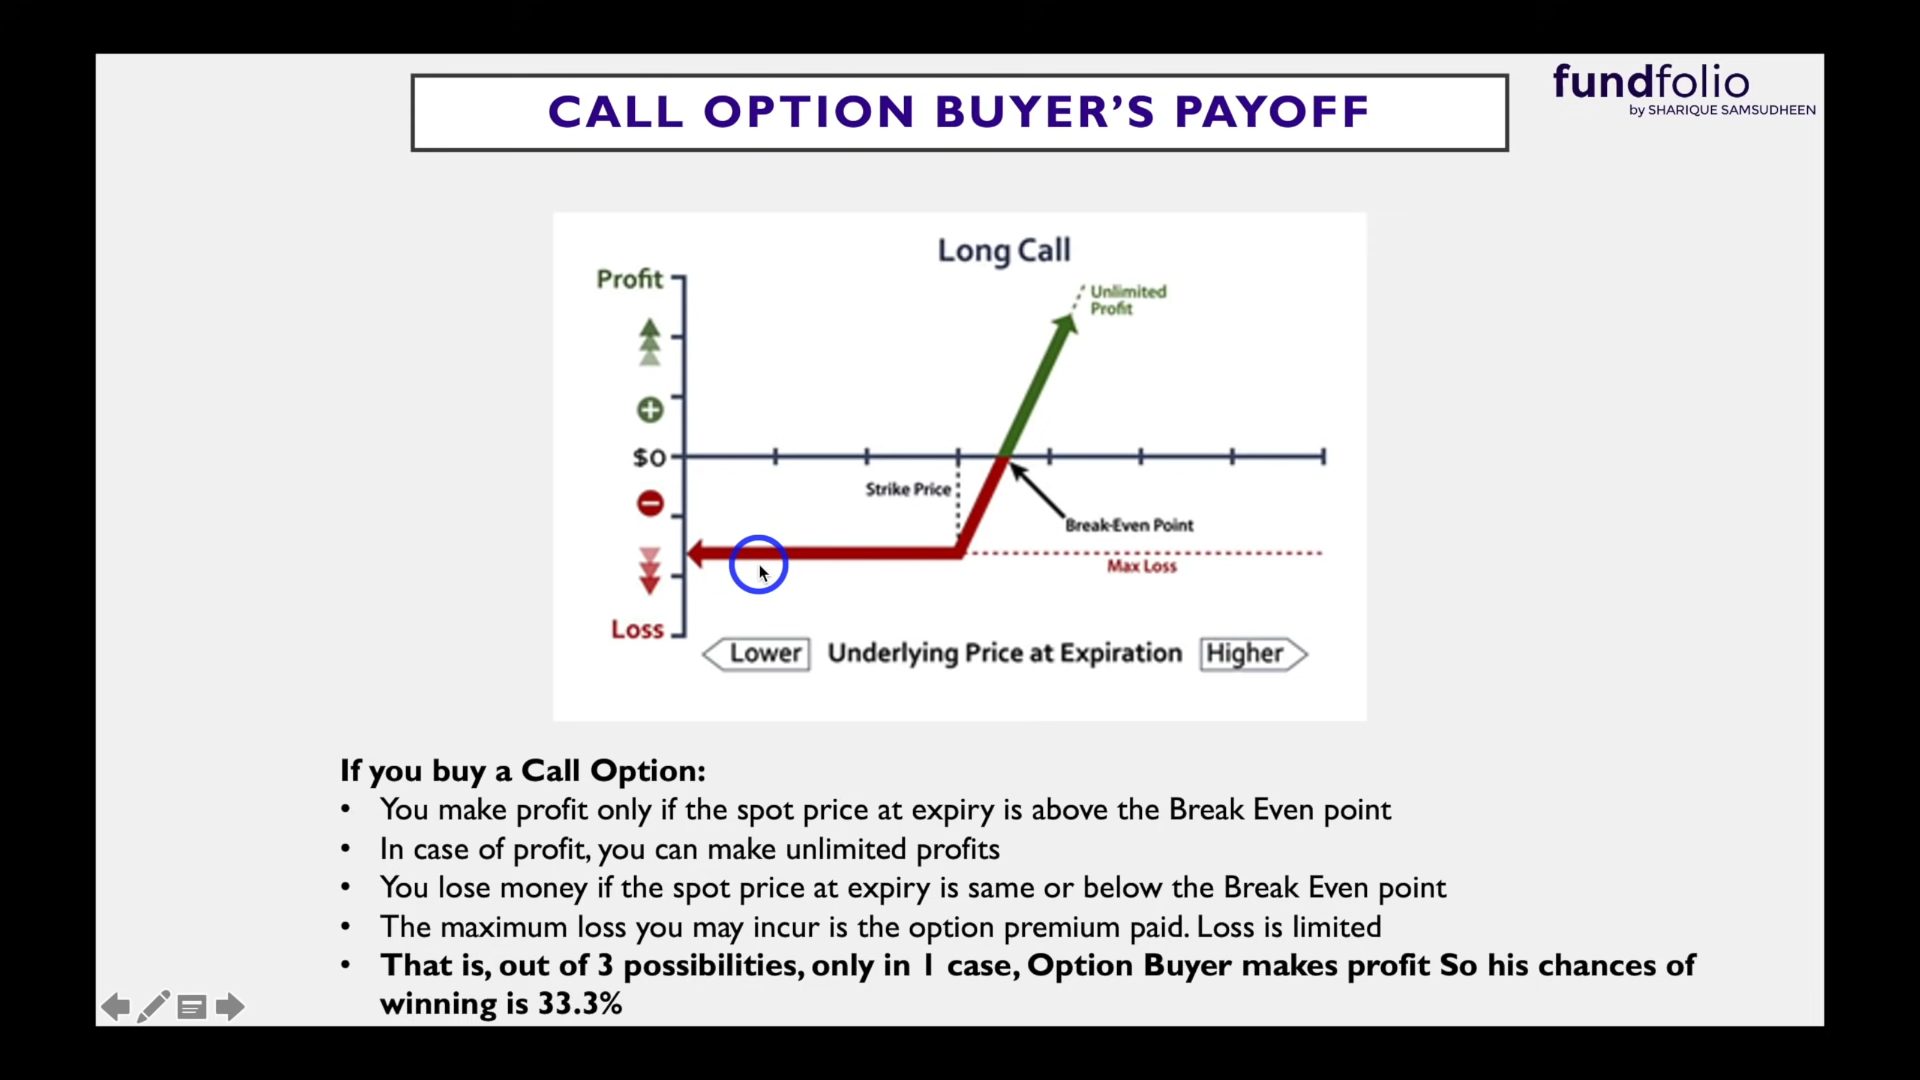 CALL OPTION BUYER'S PAYOFF
fundfolio
by SHARIQUE SAMSUDHEEN
Long Call
Profit
Unlimited
Profit
$0
Strike Price
Break-Even Point
Max Loss
Loss
Lower
Underlying Price at Expiration
Higher
If you buy a Call Option:
• You make profit only if the spot price at expiry is above the Break Even point
• In case of profit, you can make unlimited profits
• You lose money if the spot price at expiry is same or below the Break Even point
• The maximum loss you may incur is the option premium paid. Loss is limited
• That is, out of 3 possibilities, only in 1 case, Option Buyer makes profit So his chances of
winning is 33.3%